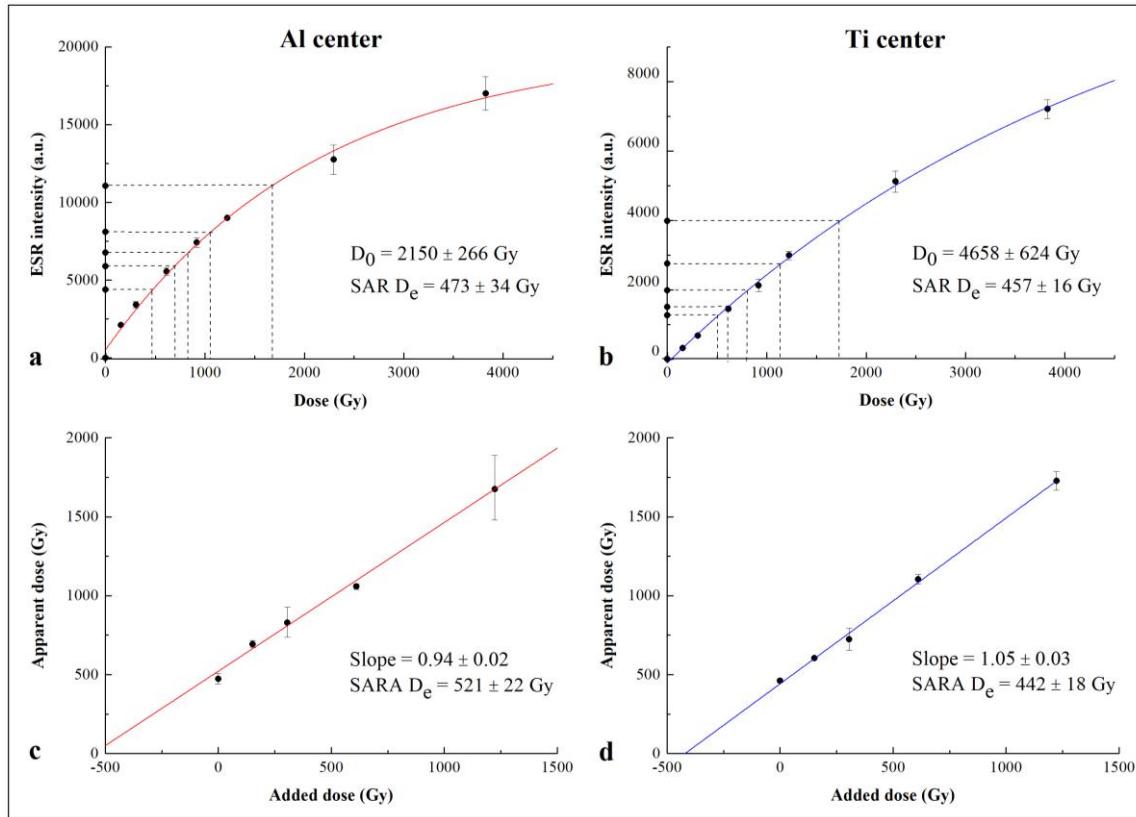 Al center
20000
15000
10000
5000
0
ESR intensity (a.u.)
D0 = 2150 ± 266 Gy
SAR De = 473 ± 34 Gy
a
0 1000 2000 3000 4000
Dose (Gy)
Ti center
8000
6000
4000
2000
0
ESR intensity (a.u.)
D0 = 4658 ± 624 Gy
SAR De = 457 ± 16 Gy
b
0 1000 2000 3000 4000
Dose (Gy)
2000
1500
1000
500
0
Apparent dose (Gy)
Slope = 0.94 ± 0.02
SARA De = 521 ± 22 Gy
c
-500 0 500 1000 1500
Added dose (Gy)
2000
1500
1000
500
0
Apparent dose (Gy)
Slope = 1.05 ± 0.03
SARA De = 442 ± 18 Gy
d
-500 0 500 1000 1500
Added dose (Gy)